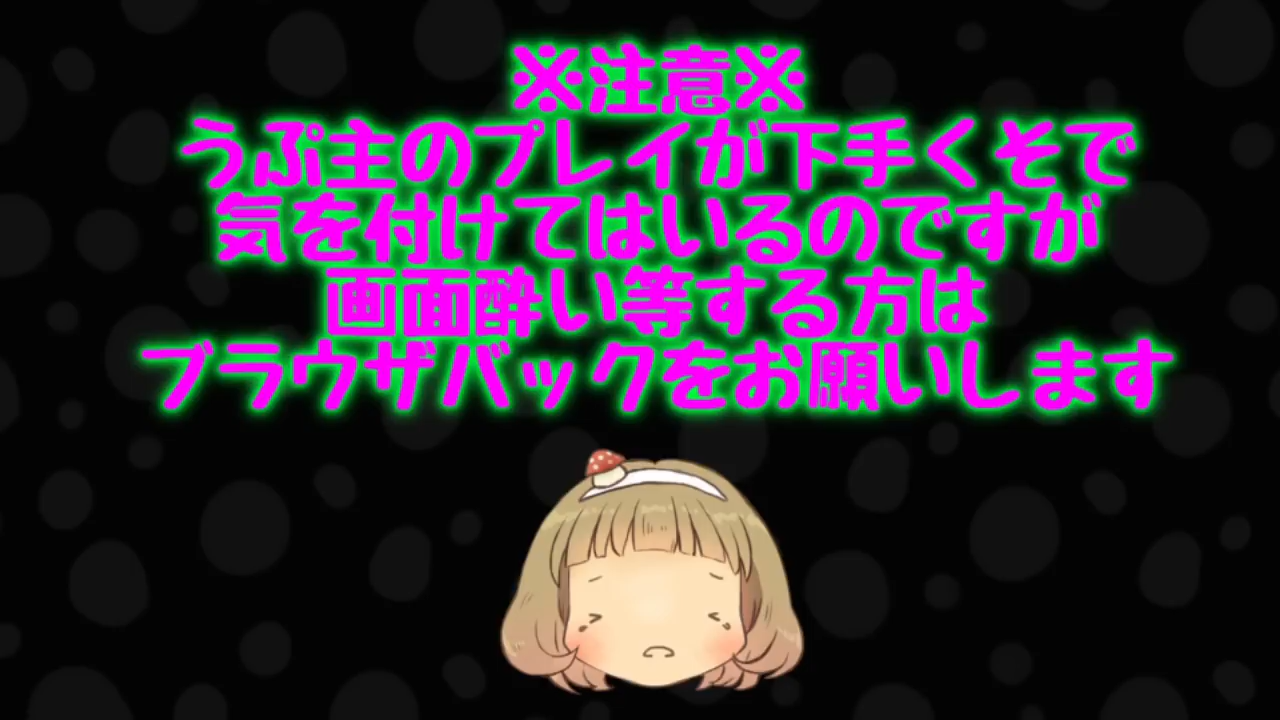 ※注意※
うぷ主のプレイが下手くそで
気を付けてはいるのですが
画面酔い等する方は
ブラウザバックをお願いします